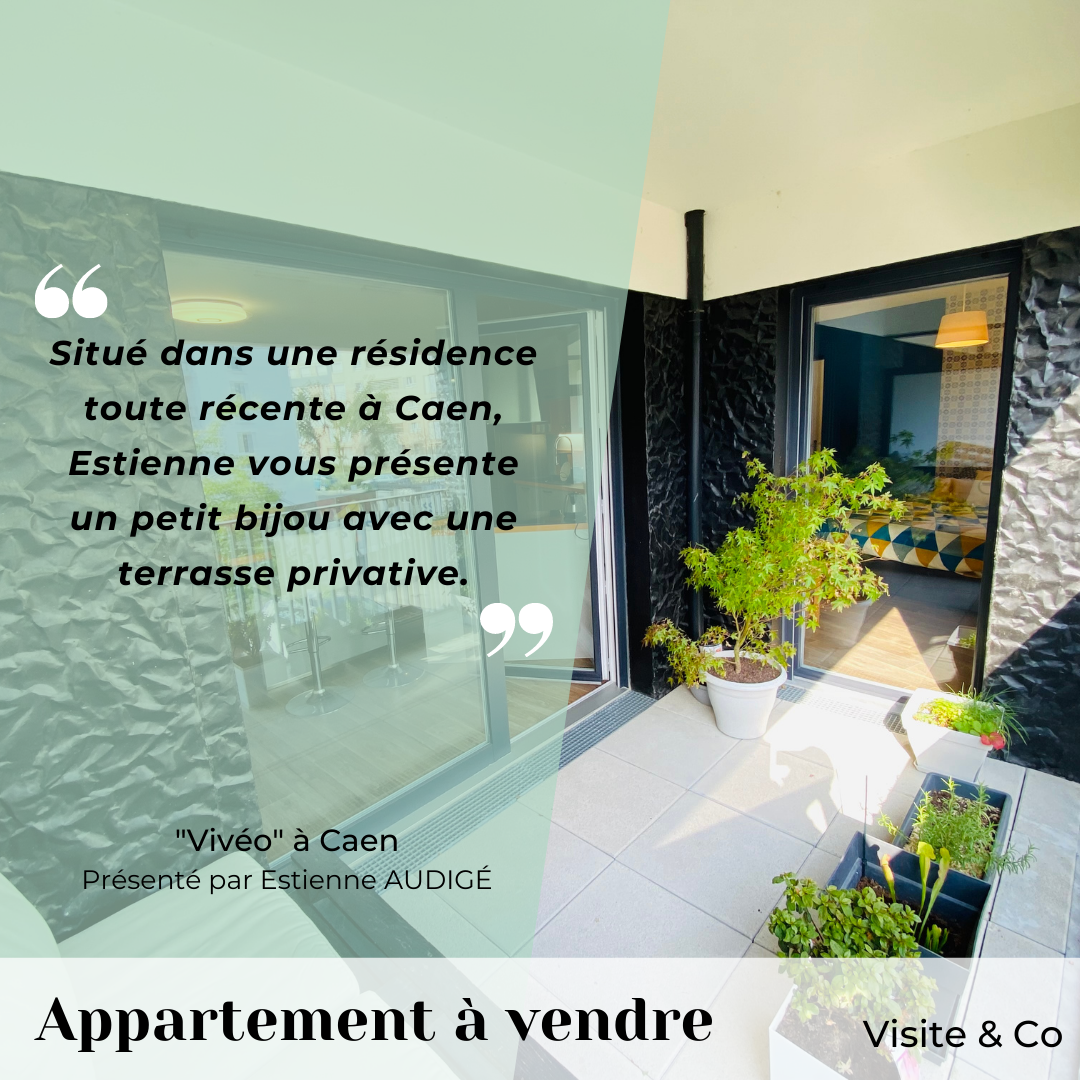 Situé dans une résidence
toute récente à Caen,
Estienne vous présente
un petit bijou avec une
terrasse privative.
"Vivéo" à Caen
Présenté par Estienne AUDIGÉ
Appartement à vendre
Visite & Co